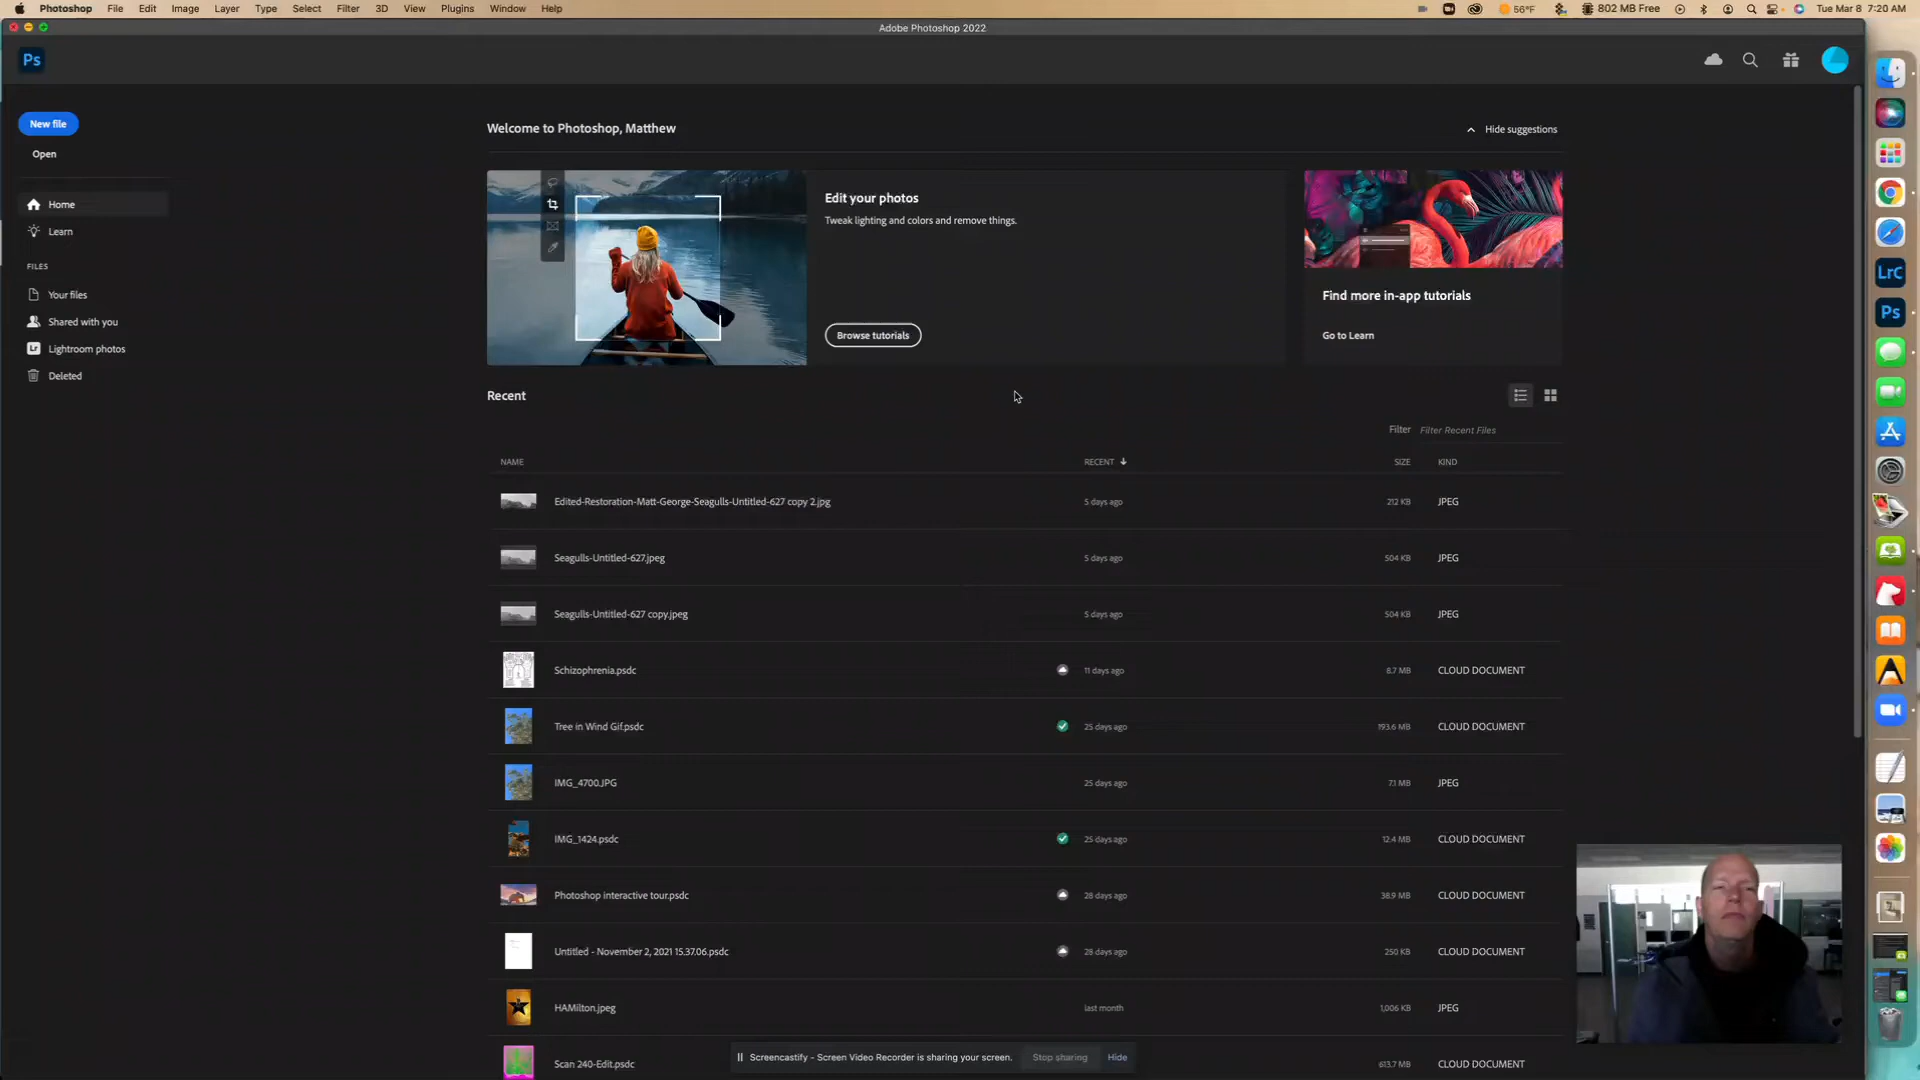 Photoshop File Edit Image Layer Type Select Filter 3D View Plugins Window Help 56°F 802 MB Free Tue Mar 8 7:20 AM
Adobe Photoshop 2022
Ps
New file
Open
Home
Learn
FILES
Your files
Shared with you
Lr Lightroom photos
Deleted
Welcome to Photoshop, Matthew
Hide suggestions
Edit your photos
Tweak lighting and colors and remove things.
Browse tutorials
Find more in-app tutorials
Go to Learn
Recent
Filter Filter Recent Files
NAME RECENT SIZE KIND
Edited-Restoration-Matt-George-Seagulls-Untitled-627 copy 2.jpg 5 days ago 212 KB JPEG
Seagulls-Untitled-627.jpeg 5 days ago 504 KB JPEG
Seagulls-Untitled-627 copy.jpeg 5 days ago 504 KB JPEG
Schizophrenia.psdc 11 days ago 8.7 MB CLOUD DOCUMENT
Tree in Wind Gif.psdc 25 days ago 193.6 MB CLOUD DOCUMENT
IMG_4700.JPG 25 days ago 7.1 MB JPEG
IMG_1424.psdc 25 days ago 12.4 MB CLOUD DOCUMENT
Photoshop interactive tour.psdc 28 days ago 38.9 MB CLOUD DOCUMENT
Untitled - November 2, 2021 15.37.06.psdc 28 days ago 250 KB CLOUD DOCUMENT
HAMilton.jpeg last month 1,006 KB JPEG
Scan 240-Edit.psdc 613.7 MB CLOUD DOCUMENT
Screencastify - Screen Video Recorder is sharing your screen. Stop sharing Hide
LrC
Ps